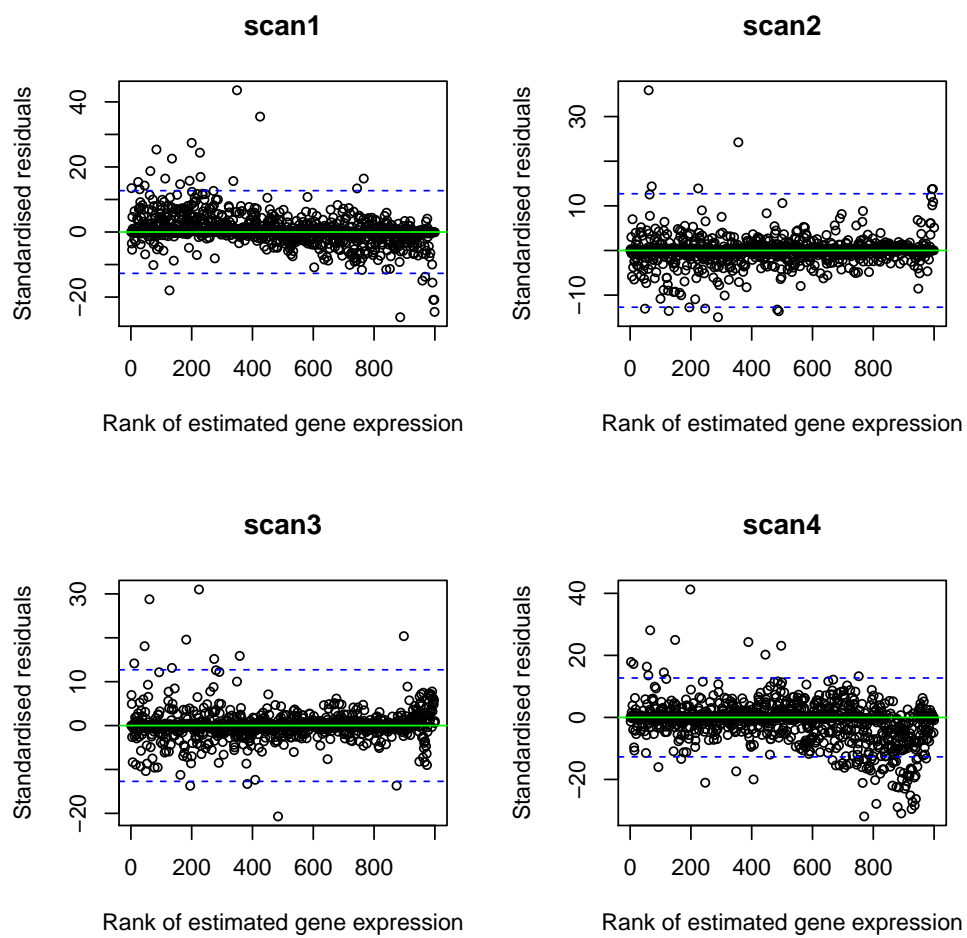 scan1
Standardised residuals
40
20
0
−20
0 200 400 600 800
Rank of estimated gene expression
scan2
Standardised residuals
30
10
−10
0 200 400 600 800
Rank of estimated gene expression
scan3
Standardised residuals
30
10
0
−20
0 200 400 600 800
Rank of estimated gene expression
scan4
Standardised residuals
40
20
0
−20
0 200 400 600 800
Rank of estimated gene expression